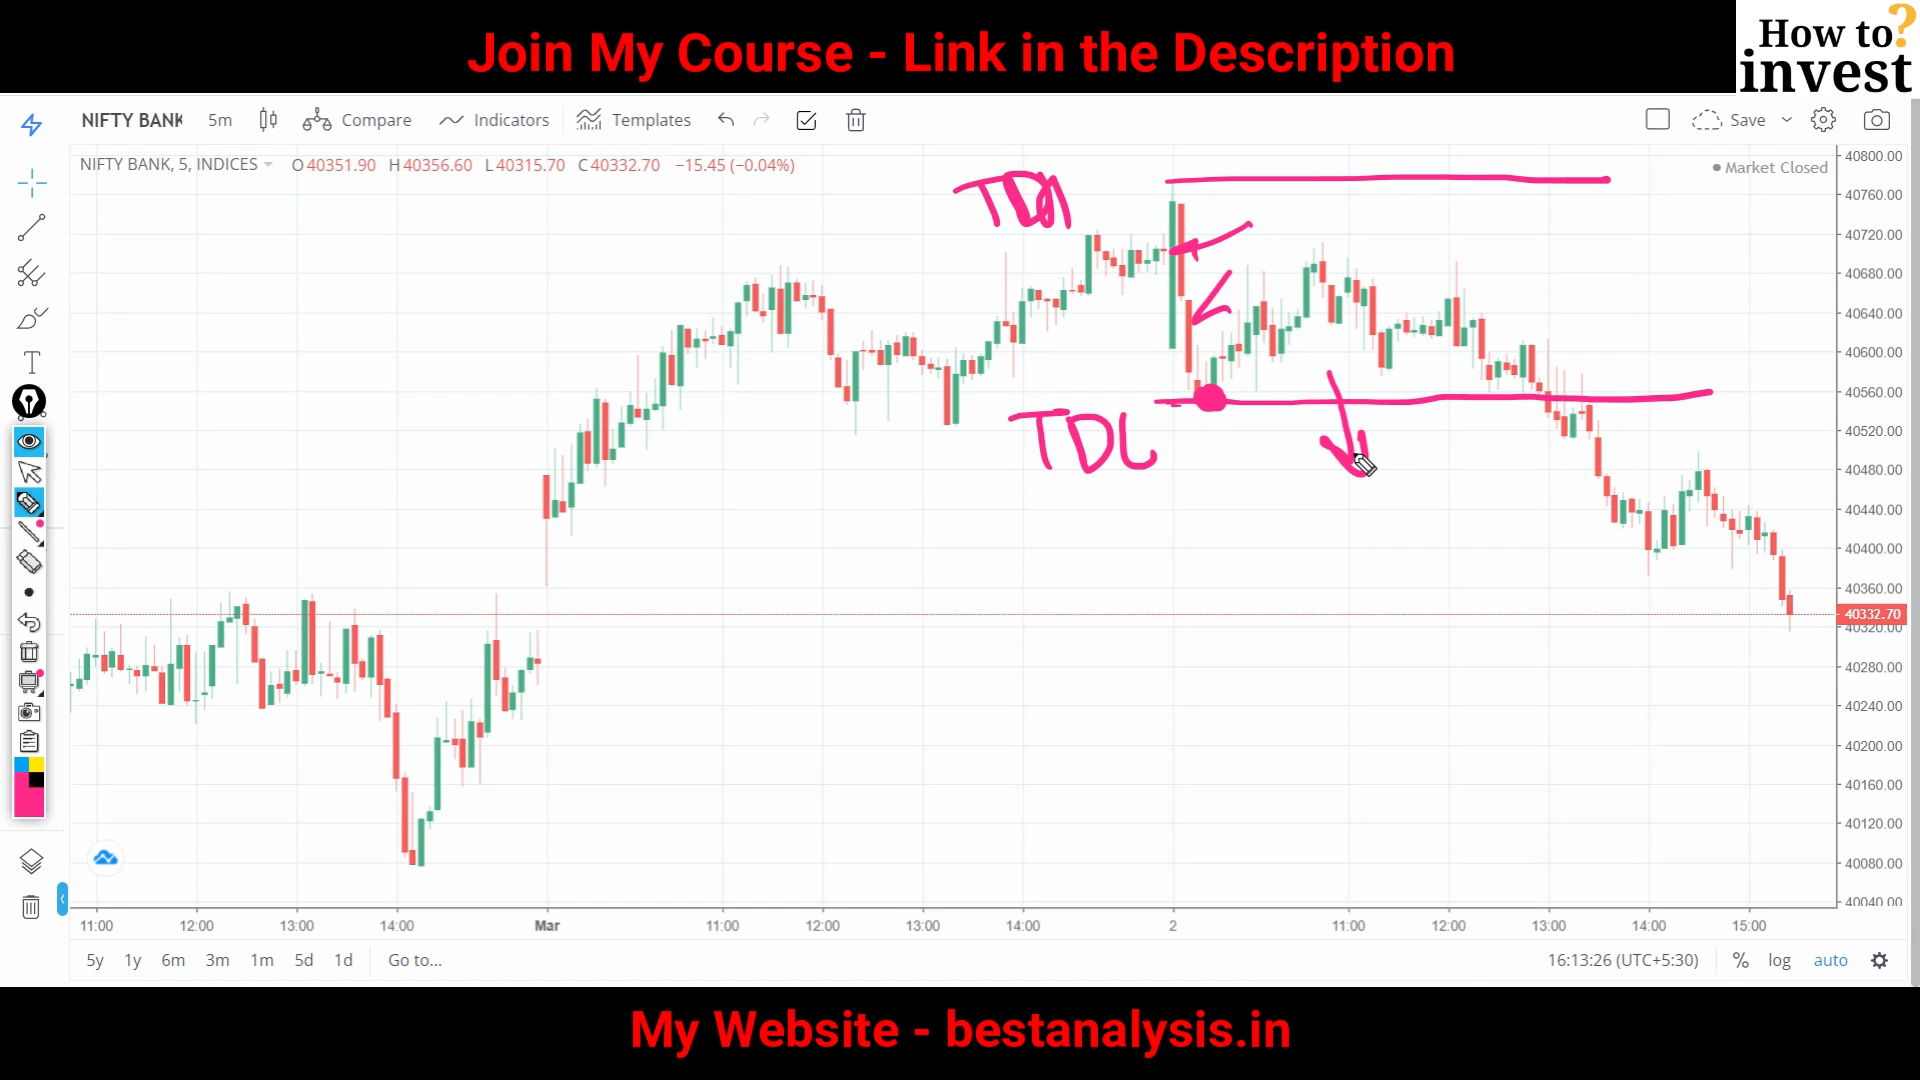 Join My Course - Link in the Description
How to?
invest
NIFTY BANK 5m Compare Indicators Templates Save
NIFTY BANK, 5, INDICES O40351.90 H40356.60 L40315.70 C40332.70 −15.45 (−0.04%)
Market Closed
40800.00
40760.00
40720.00
40680.00
40640.00
40600.00
40560.00
40520.00
40480.00
40440.00
40400.00
40360.00
40332.70
40320.00
40280.00
40240.00
40200.00
40160.00
40120.00
40080.00
40040.00
TDL
11:00 12:00 13:00 14:00 Mar 11:00 12:00 13:00 14:00 2 11:00 12:00 13:00 14:00 15:00
5y 1y 6m 3m 1m 5d 1d Go to... 16:13:26 (UTC+5:30) % log auto
My Website - bestanalysis.in